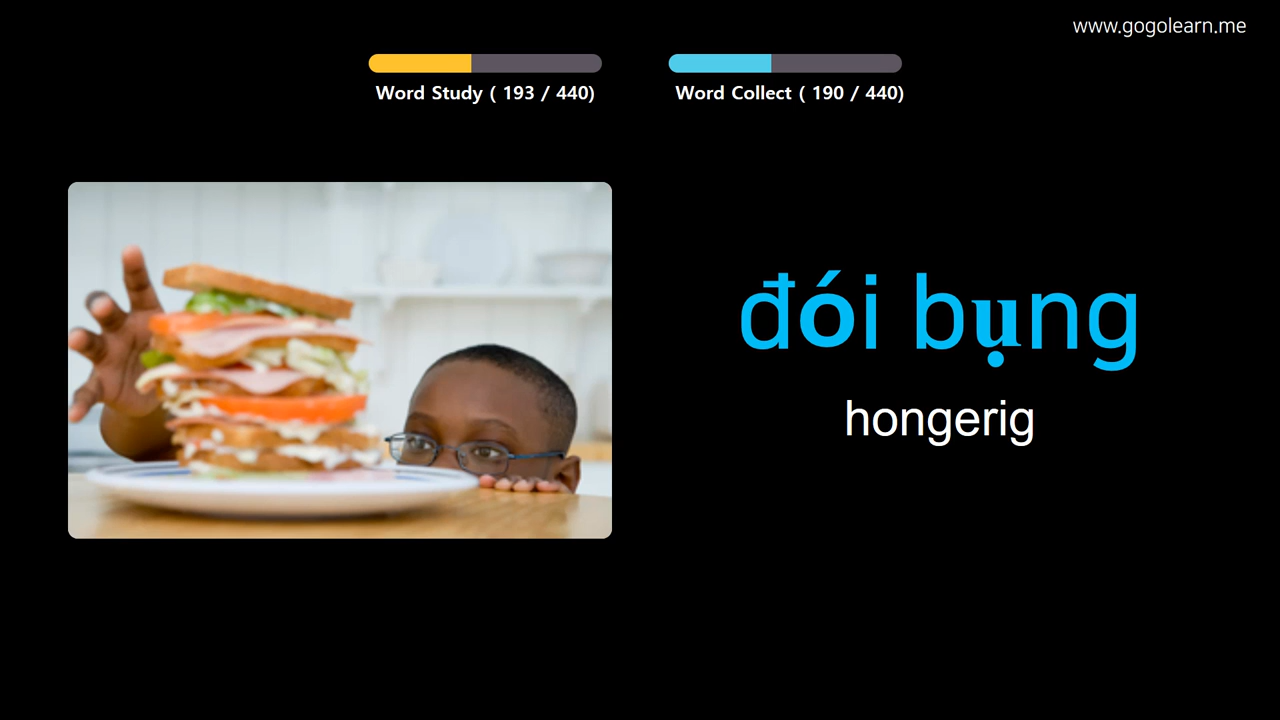 www.gogolearn.me
Word Study ( 193 / 440)
Word Collect ( 190 / 440)
đói bụng
hongerig